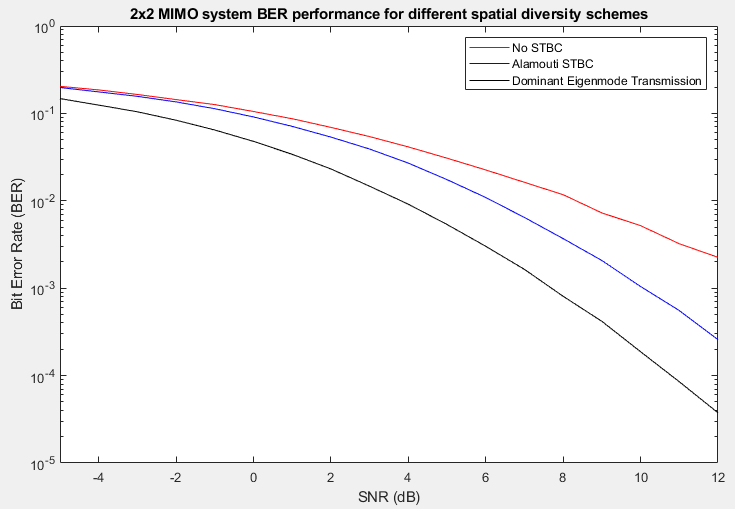 2x2 MIMO system BER performance for different spatial diversity schemes
No STBC
Alamouti STBC
Dominant Eigenmode Transmission
Bit Error Rate (BER)
10^0
10^-1
10^-2
10^-3
10^-4
10^-5
-4 -2 0 2 4 6 8 10 12
SNR (dB)